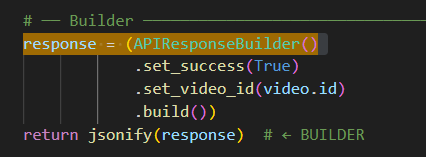 # —— Builder ——————————————————————————
response = (APIResponseBuilder()
.set_success(True)
.set_video_id(video.id)
.build())
return jsonify(response)  # ← BUILDER